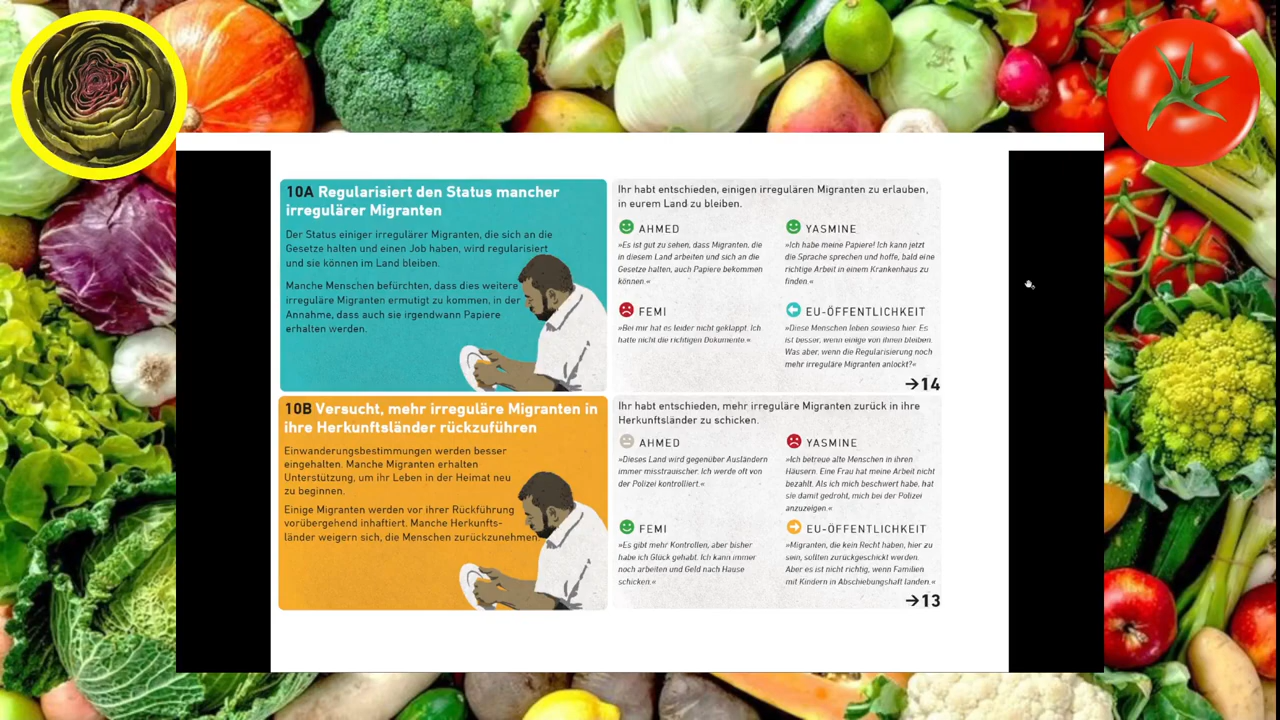 10A Regularisiert den Status mancher
irregulärer Migranten
Der Status einiger irregulärer Migranten, die sich an die
Gesetze halten und einen Job haben, wird regularisiert
und sie können im Land bleiben.
Manche Menschen befürchten, dass dies weitere
irreguläre Migranten ermutigt zu kommen, in der
Annahme, dass auch sie irgendwann Papiere
erhalten werden.
Ihr habt entschieden, einigen irregulären Migranten zu erlauben,
in eurem Land zu bleiben.
AHMED
»Es ist gut zu sehen, dass Migranten, die
in diesem Land arbeiten und sich an die
Gesetze halten, auch Papiere bekommen
können.«
YASMINE
»Ich habe meine Papiere! Ich kann jetzt
die Sprache sprechen und hoffe, bald eine
richtige Arbeit in einem Krankenhaus zu
finden.«
FEMI
»Bei mir hat es leider nicht geklappt. Ich
hatte nicht die richtigen Dokumente.»
EU-ÖFFENTLICHKEIT
»Diese Menschen leben sowieso hier. Es
ist besser, wenn einige von ihnen bleiben.
Was aber, wenn die Regularisierung noch
mehr irreguläre Migranten anlockt?«
→14
10B Versucht, mehr irreguläre Migranten in
ihre Herkunftsländer rückzuführen
Einwanderungsbestimmungen werden besser
eingehalten. Manche Migranten erhalten
Unterstützung, um ihr Leben in der Heimat neu
zu beginnen.
Einige Migranten werden vor ihrer Rückführung
vorübergehend inhaftiert. Manche Herkunfts-
länder weigern sich, die Menschen zurückzunehmen.
Ihr habt entschieden, mehr irreguläre Migranten zurück in ihre
Herkunftsländer zu schicken.
AHMED
»Dieses Land wird gegenüber Ausländern
immer misstrauischer. Ich werde oft von
der Polizei kontrolliert.«
YASMINE
»Ich betreue alte Menschen in ihren
Häusern. Eine Frau hat meine Arbeit nicht
bezahlt. Als ich mich beschwert habe, hat
sie damit gedroht, mich bei der Polizei
anzuzeigen.«
FEMI
»Es gibt mehr Kontrollen, aber bisher
habe ich Glück gehabt. Ich kann immer
noch arbeiten und Geld nach Hause
schicken.«
EU-ÖFFENTLICHKEIT
»Migranten, die kein Recht haben, hier zu
sein, sollten zurückgeschickt werden.
Aber es ist nicht richtig, wenn Familien
mit Kindern in Abschiebungshaft landen.«
→13